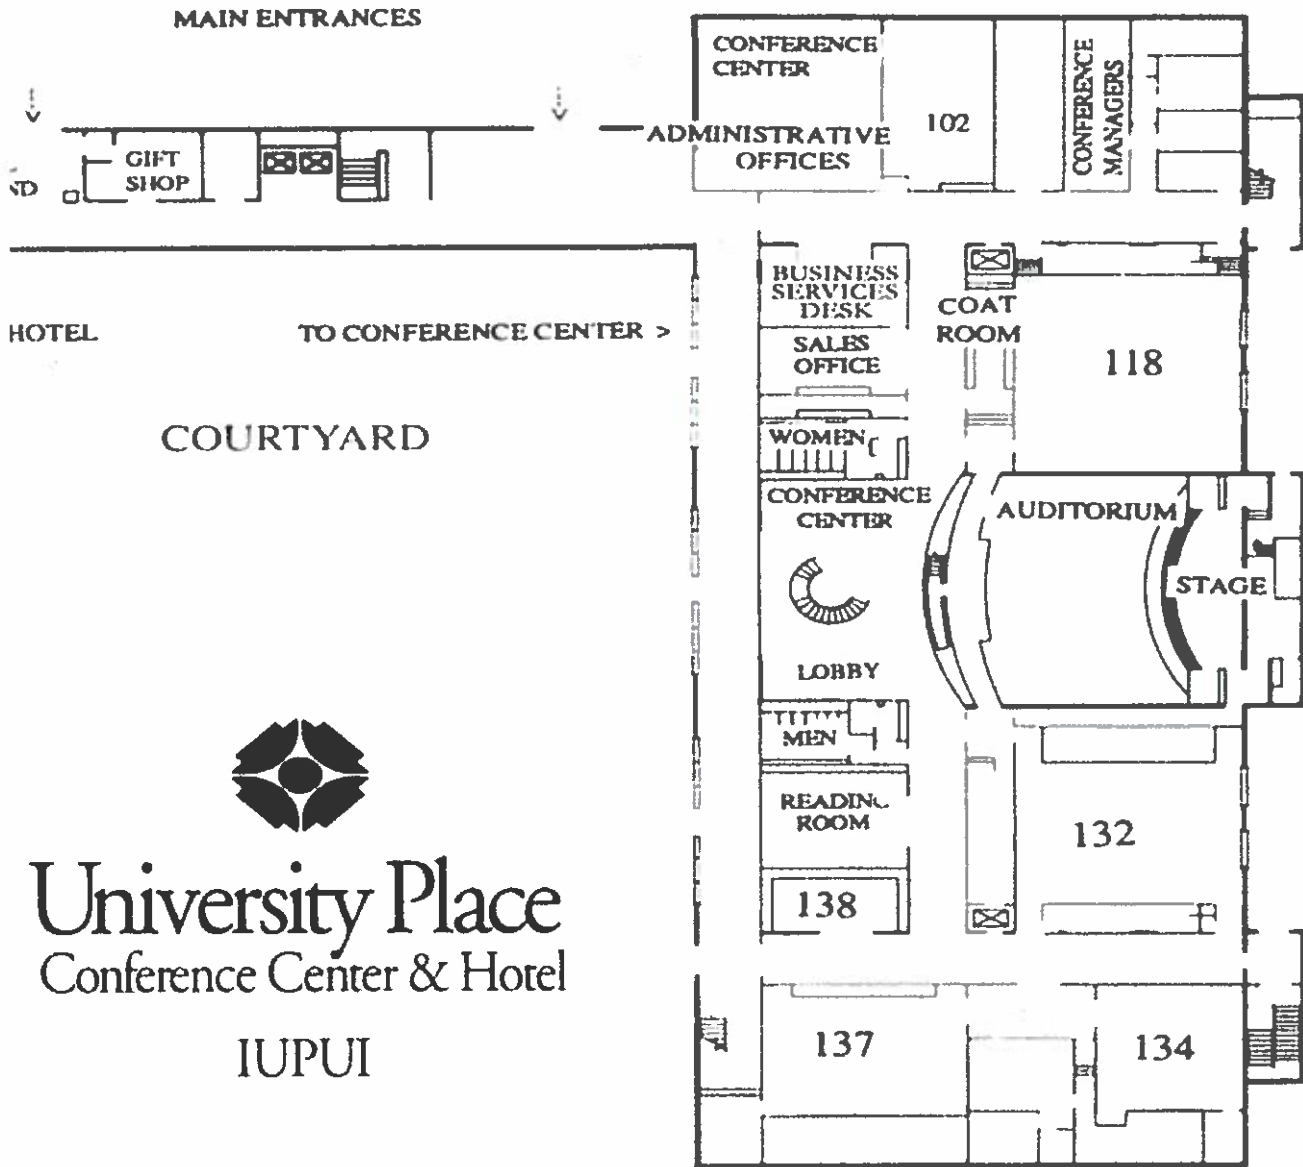 MAIN ENTRANCES
CONFERENCE
CENTER
ADMINISTRATIVE
OFFICES
102
CONFERENCE
MANAGERS
GIFT
SHOP
HOTEL
TO CONFERENCE CENTER >
BUSINESS
SERVICES
DESK
SALES
OFFICE
COAT
ROOM
118
COURTYARD
WOMEN
CONFERENCE
CENTER
LOBBY
AUDITORIUM
STAGE
MEN
READING
ROOM
132
138
137
134
University Place
Conference Center & Hotel
IUPUI